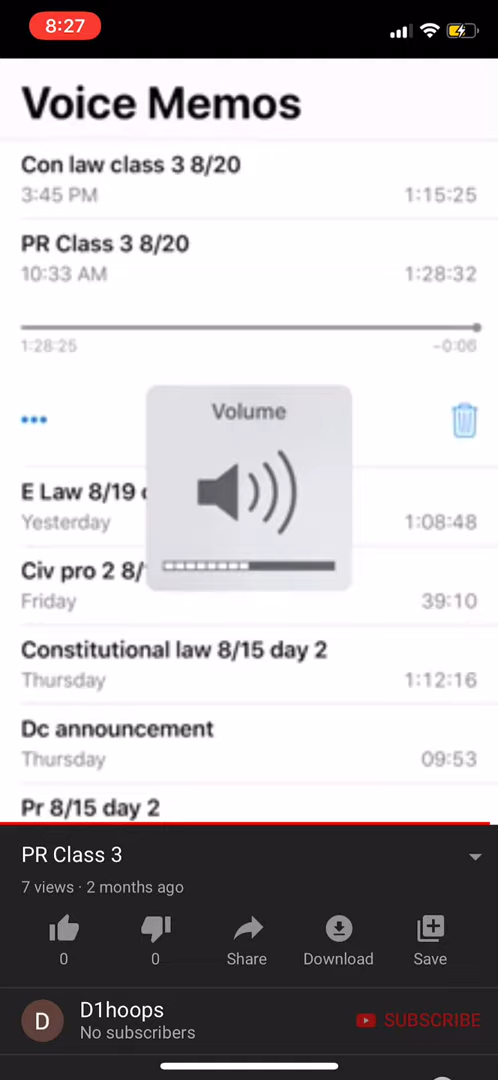 8:27
Voice Memos
Con law class 3 8/20
3:45 PM 1:15:25
PR Class 3 8/20
10:33 AM 1:28:32
1:28:25 -0:06
Volume
E Law 8/19
Yesterday 1:08:48
Civ pro 2 8/
Friday 39:10
Constitutional law 8/15 day 2
Thursday 1:12:16
Dc announcement
Thursday 09:53
Pr 8/15 day 2
PR Class 3
7 views · 2 months ago
0 0 Share Download Save
D D1hoops
No subscribers
SUBSCRIBE